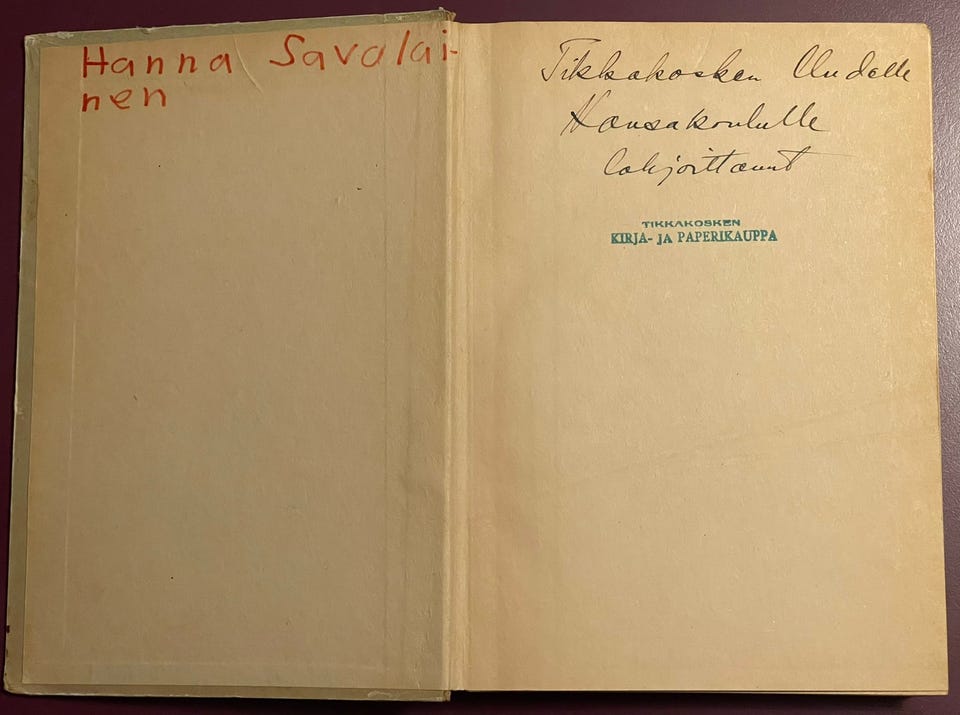 Hanna Savolai-
nen
Tikkakosken Uudelle
Kansakoululle
lahjoittanut
TIKKAKOSKEN
KIRJA- JA PAPERIKAUPPA